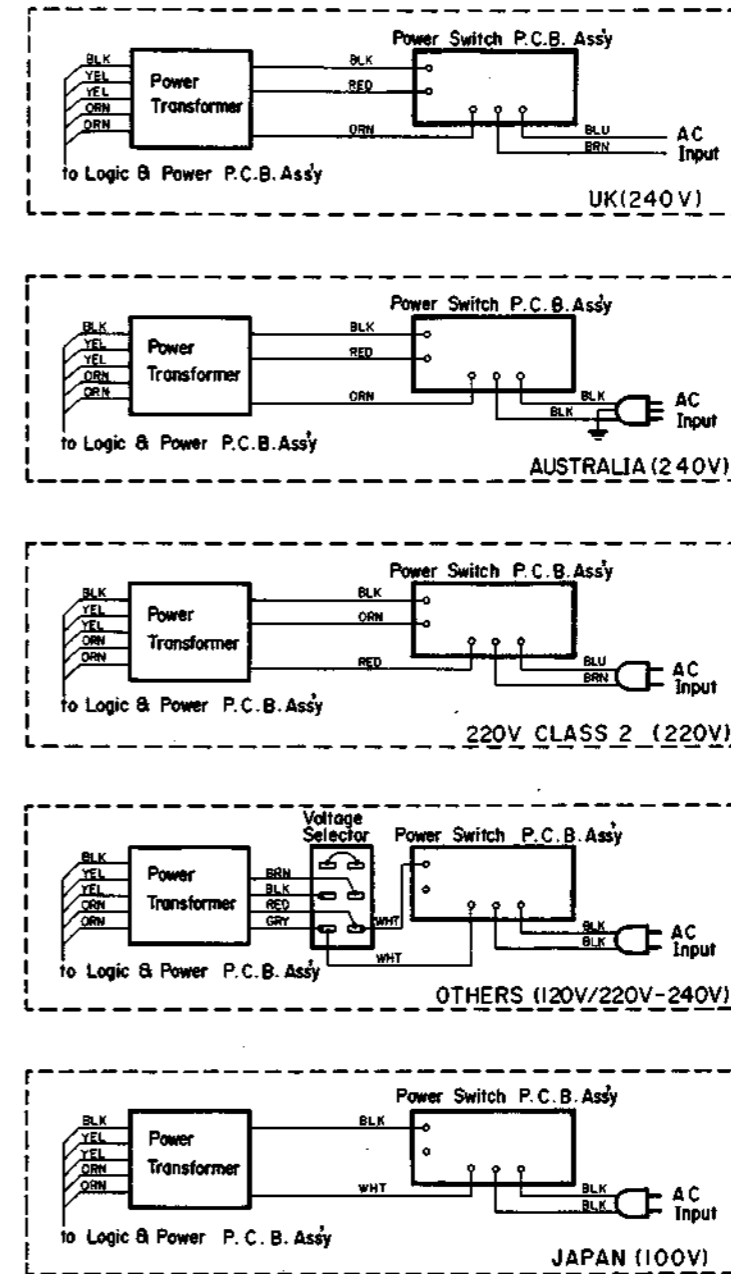 Power Switch P.C.B. Ass'y
BLK
YEL
YEL
ORN
ORN
Power
Transformer
BLK
RED
ORN
BLU
BRN
AC
Input
to Logic & Power P.C.B. Ass'y
UK(240V)
Power Switch P.C.B. Ass'y
BLK
YEL
YEL
ORN
ORN
Power
Transformer
BLK
RED
ORN
BLK
BLK
AC
Input
to Logic & Power P.C.B. Ass'y
AUSTRALIA (240V)
Power Switch P.C.B. Ass'y
BLK
YEL
YEL
ORN
ORN
Power
Transformer
BLK
ORN
RED
BLU
BRN
AC
Input
to Logic & Power P.C.B. Ass'y
220V CLASS 2 (220V)
Voltage
Selector
Power Switch P.C.B. Ass'y
BLK
YEL
YEL
ORN
ORN
Power
Transformer
BRN
BLK
RED
GRY
WHT
WHT
BLK
BLK
AC
Input
to Logic & Power P.C.B. Ass'y
OTHERS (120V/220V-240V)
Power Switch P.C.B. Ass'y
BLK
YEL
YEL
ORN
ORN
Power
Transformer
BLK
WHT
BLK
BLK
AC
Input
to Logic & Power P.C.B. Ass'y
JAPAN (100V)